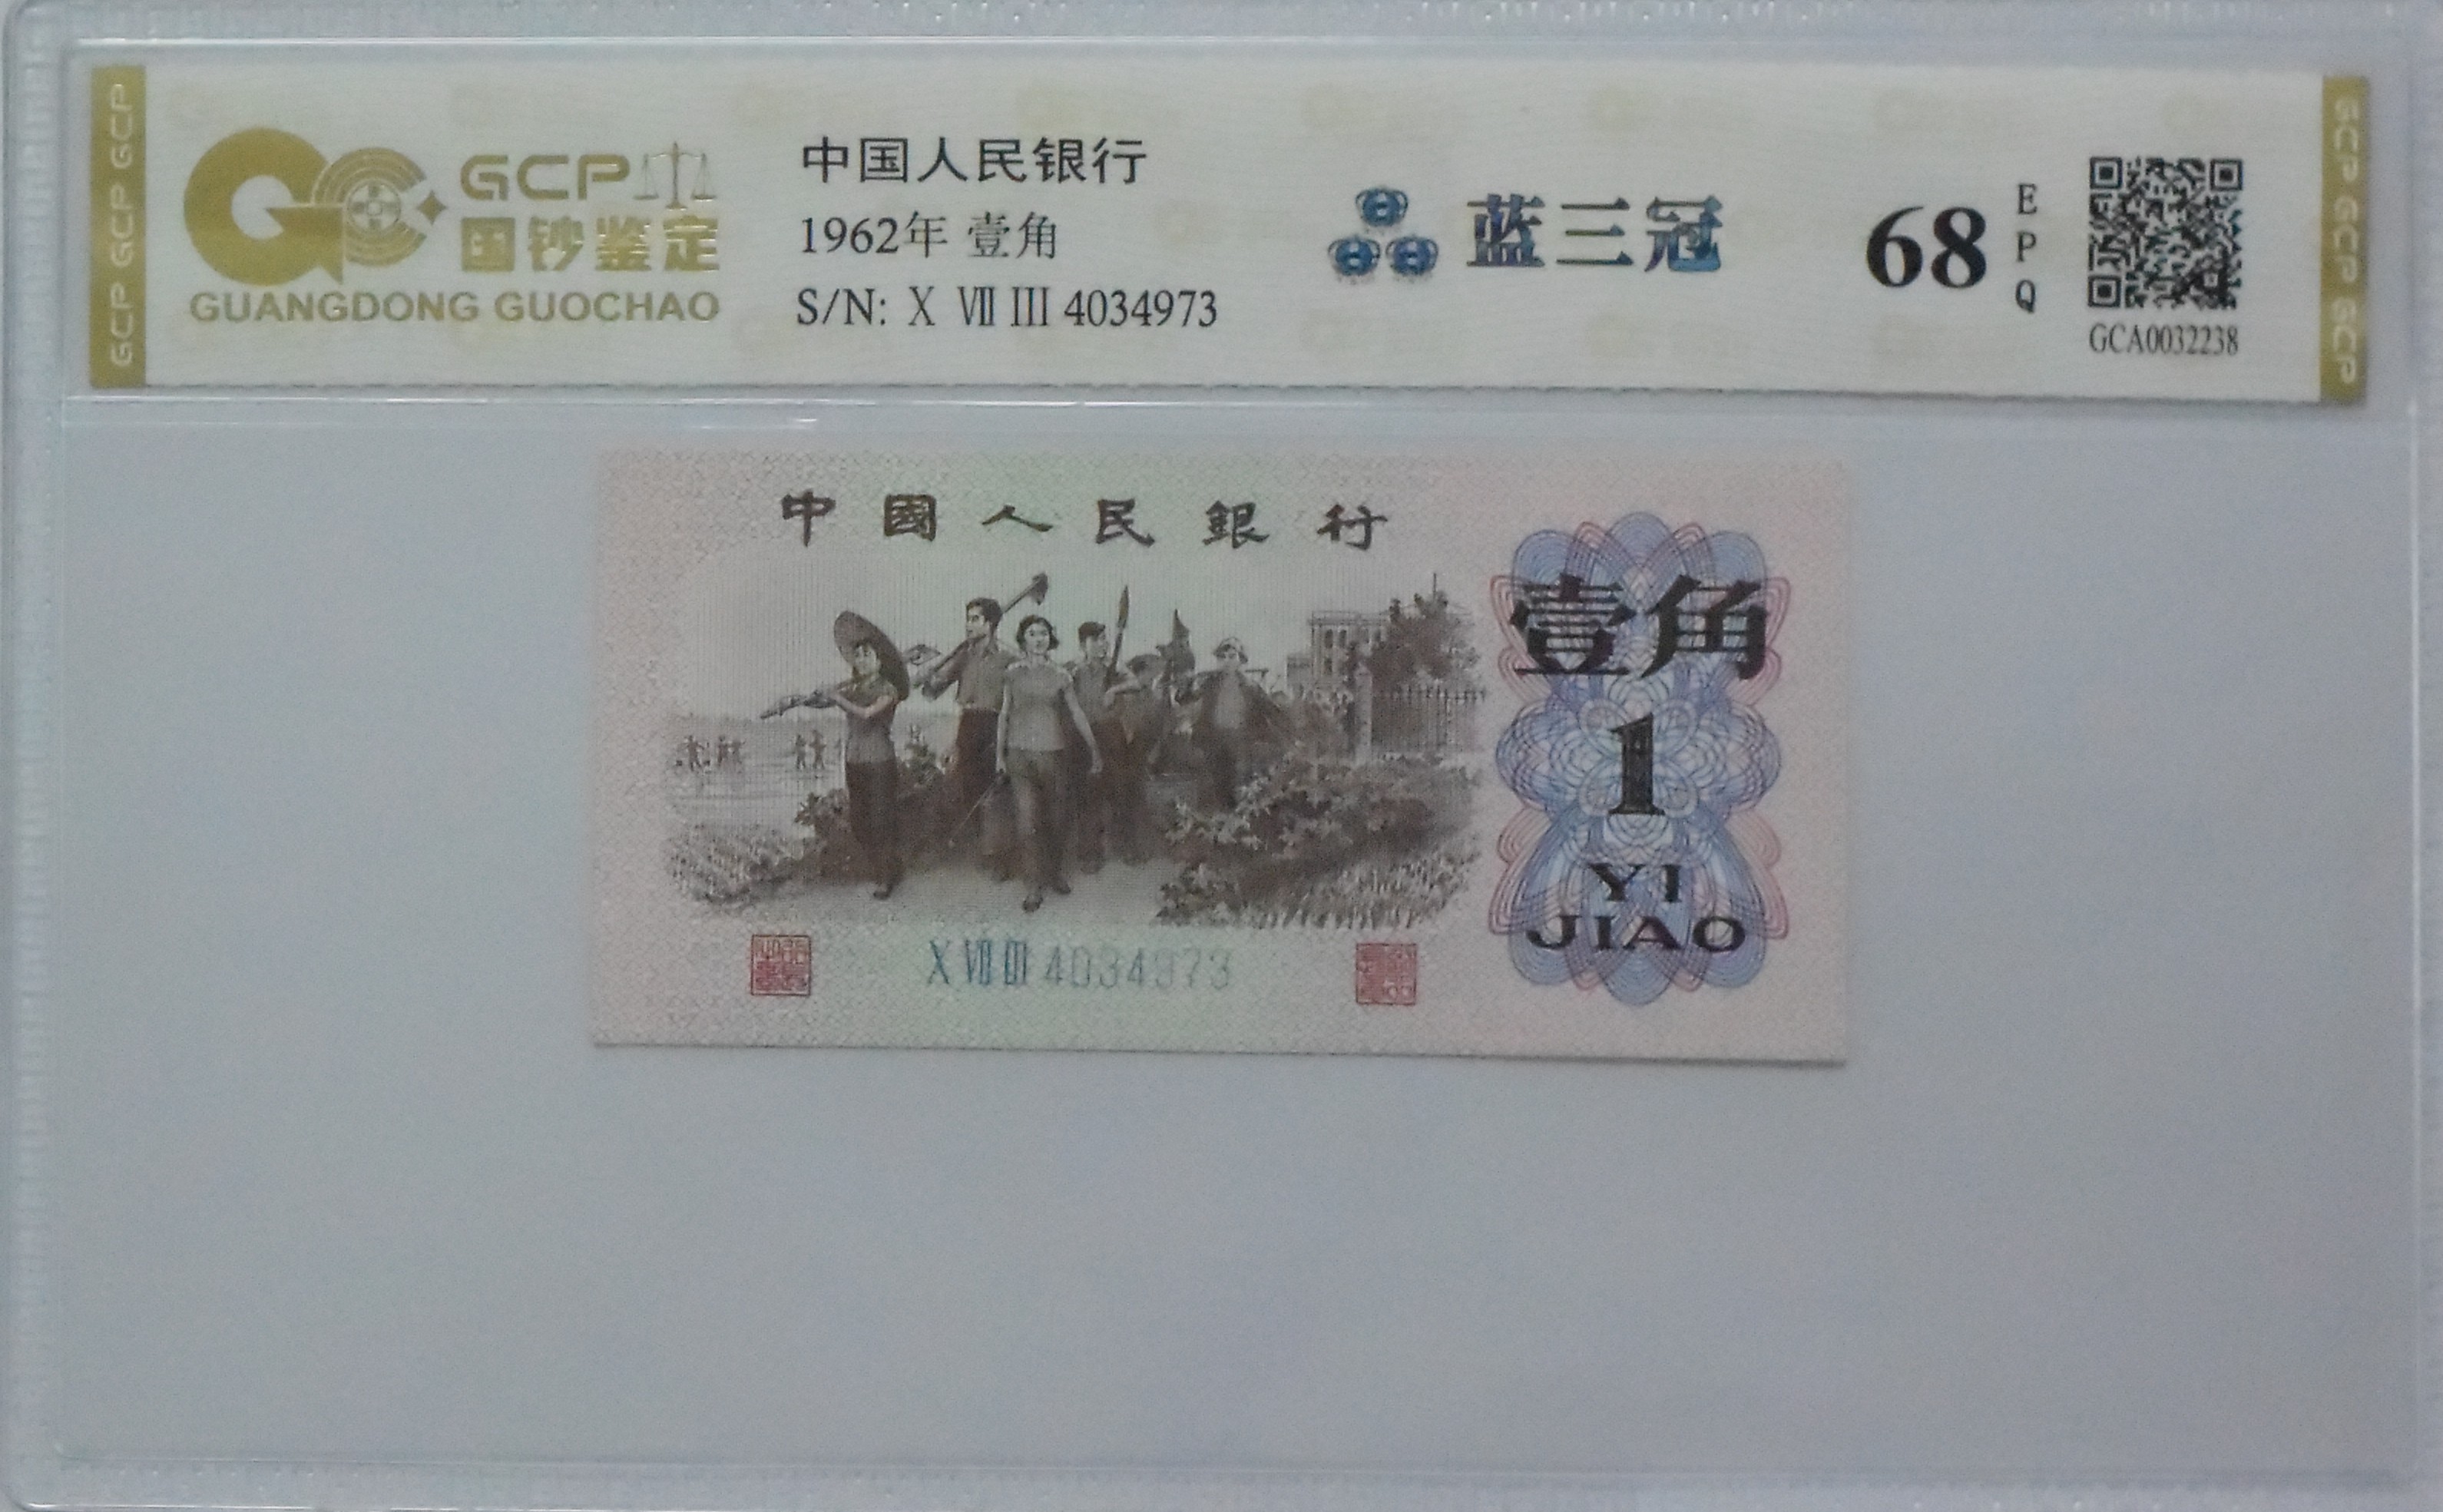 GCP GCP GCP
GCP
国钞鉴定
GUANGDONG GUOCHAO
中国人民银行
1962年 壹角
S/N: X Ⅶ III 4034973
蓝三冠
68
E
P
Q
GCA0032238
GCP GCP GCP
中國人民銀行
壹角
1
YI
JIAO
X VII III 4034973